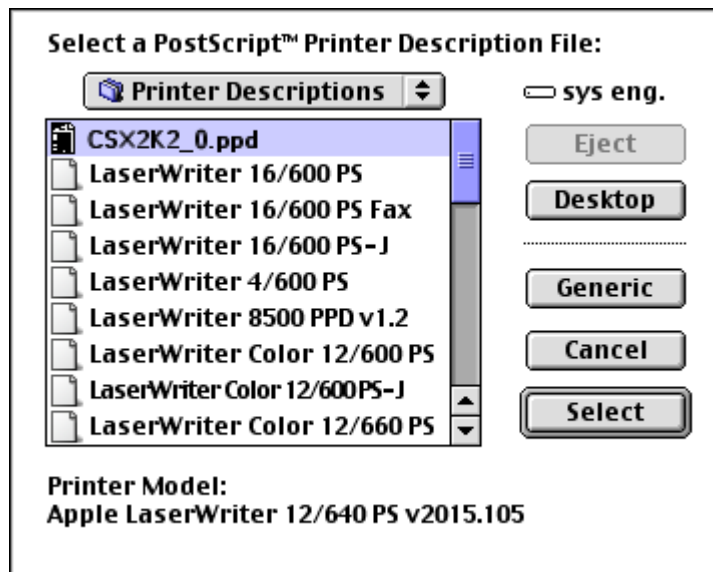 Select a PostScript™ Printer Description File:
Printer Descriptions
sys eng.
CSX2K2_0.ppd
LaserWriter 16/600 PS
LaserWriter 16/600 PS Fax
LaserWriter 16/600 PS-J
LaserWriter 4/600 PS
LaserWriter 8500 PPD v1.2
LaserWriter Color 12/600 PS
LaserWriter Color 12/600 PS-J
LaserWriter Color 12/660 PS
Eject
Desktop
Generic
Cancel
Select
Printer Model:
Apple LaserWriter 12/640 PS v2015.105